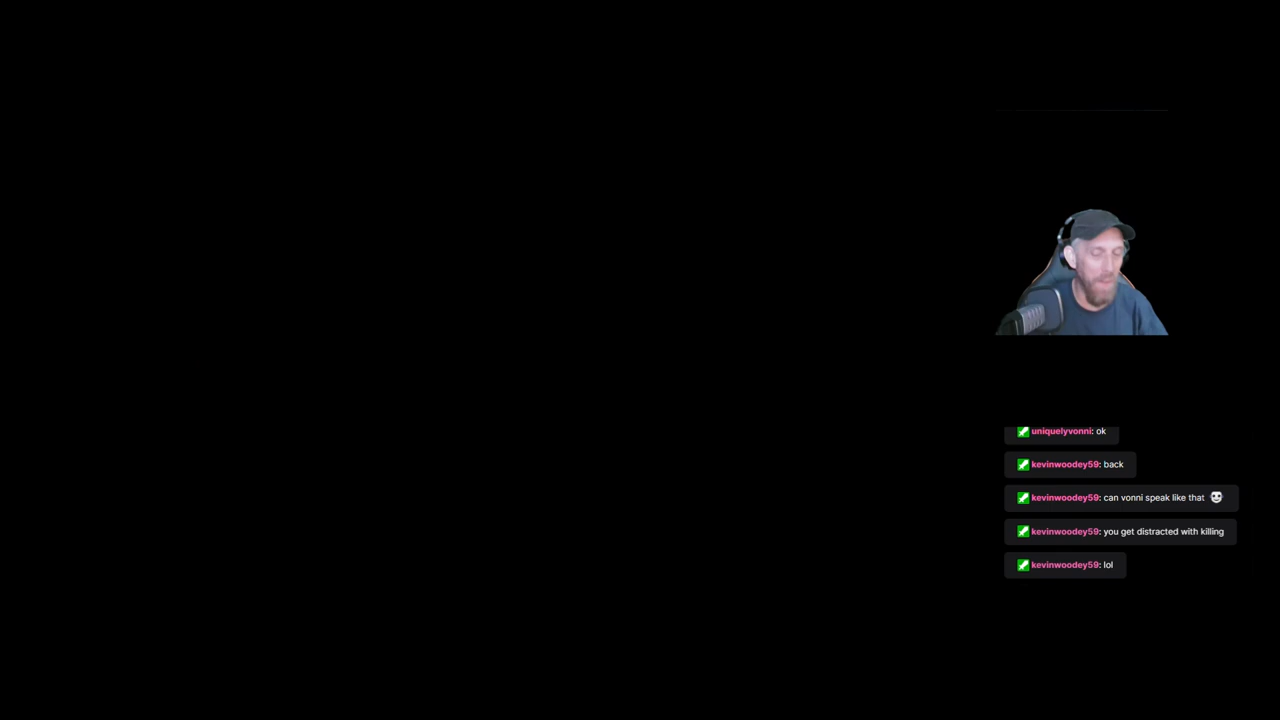 uniquelyvonni: ok
kevinwoodey59: back
kevinwoodey59: can vonni speak like that
kevinwoodey59: you get distracted with killing
kevinwoodey59: lol